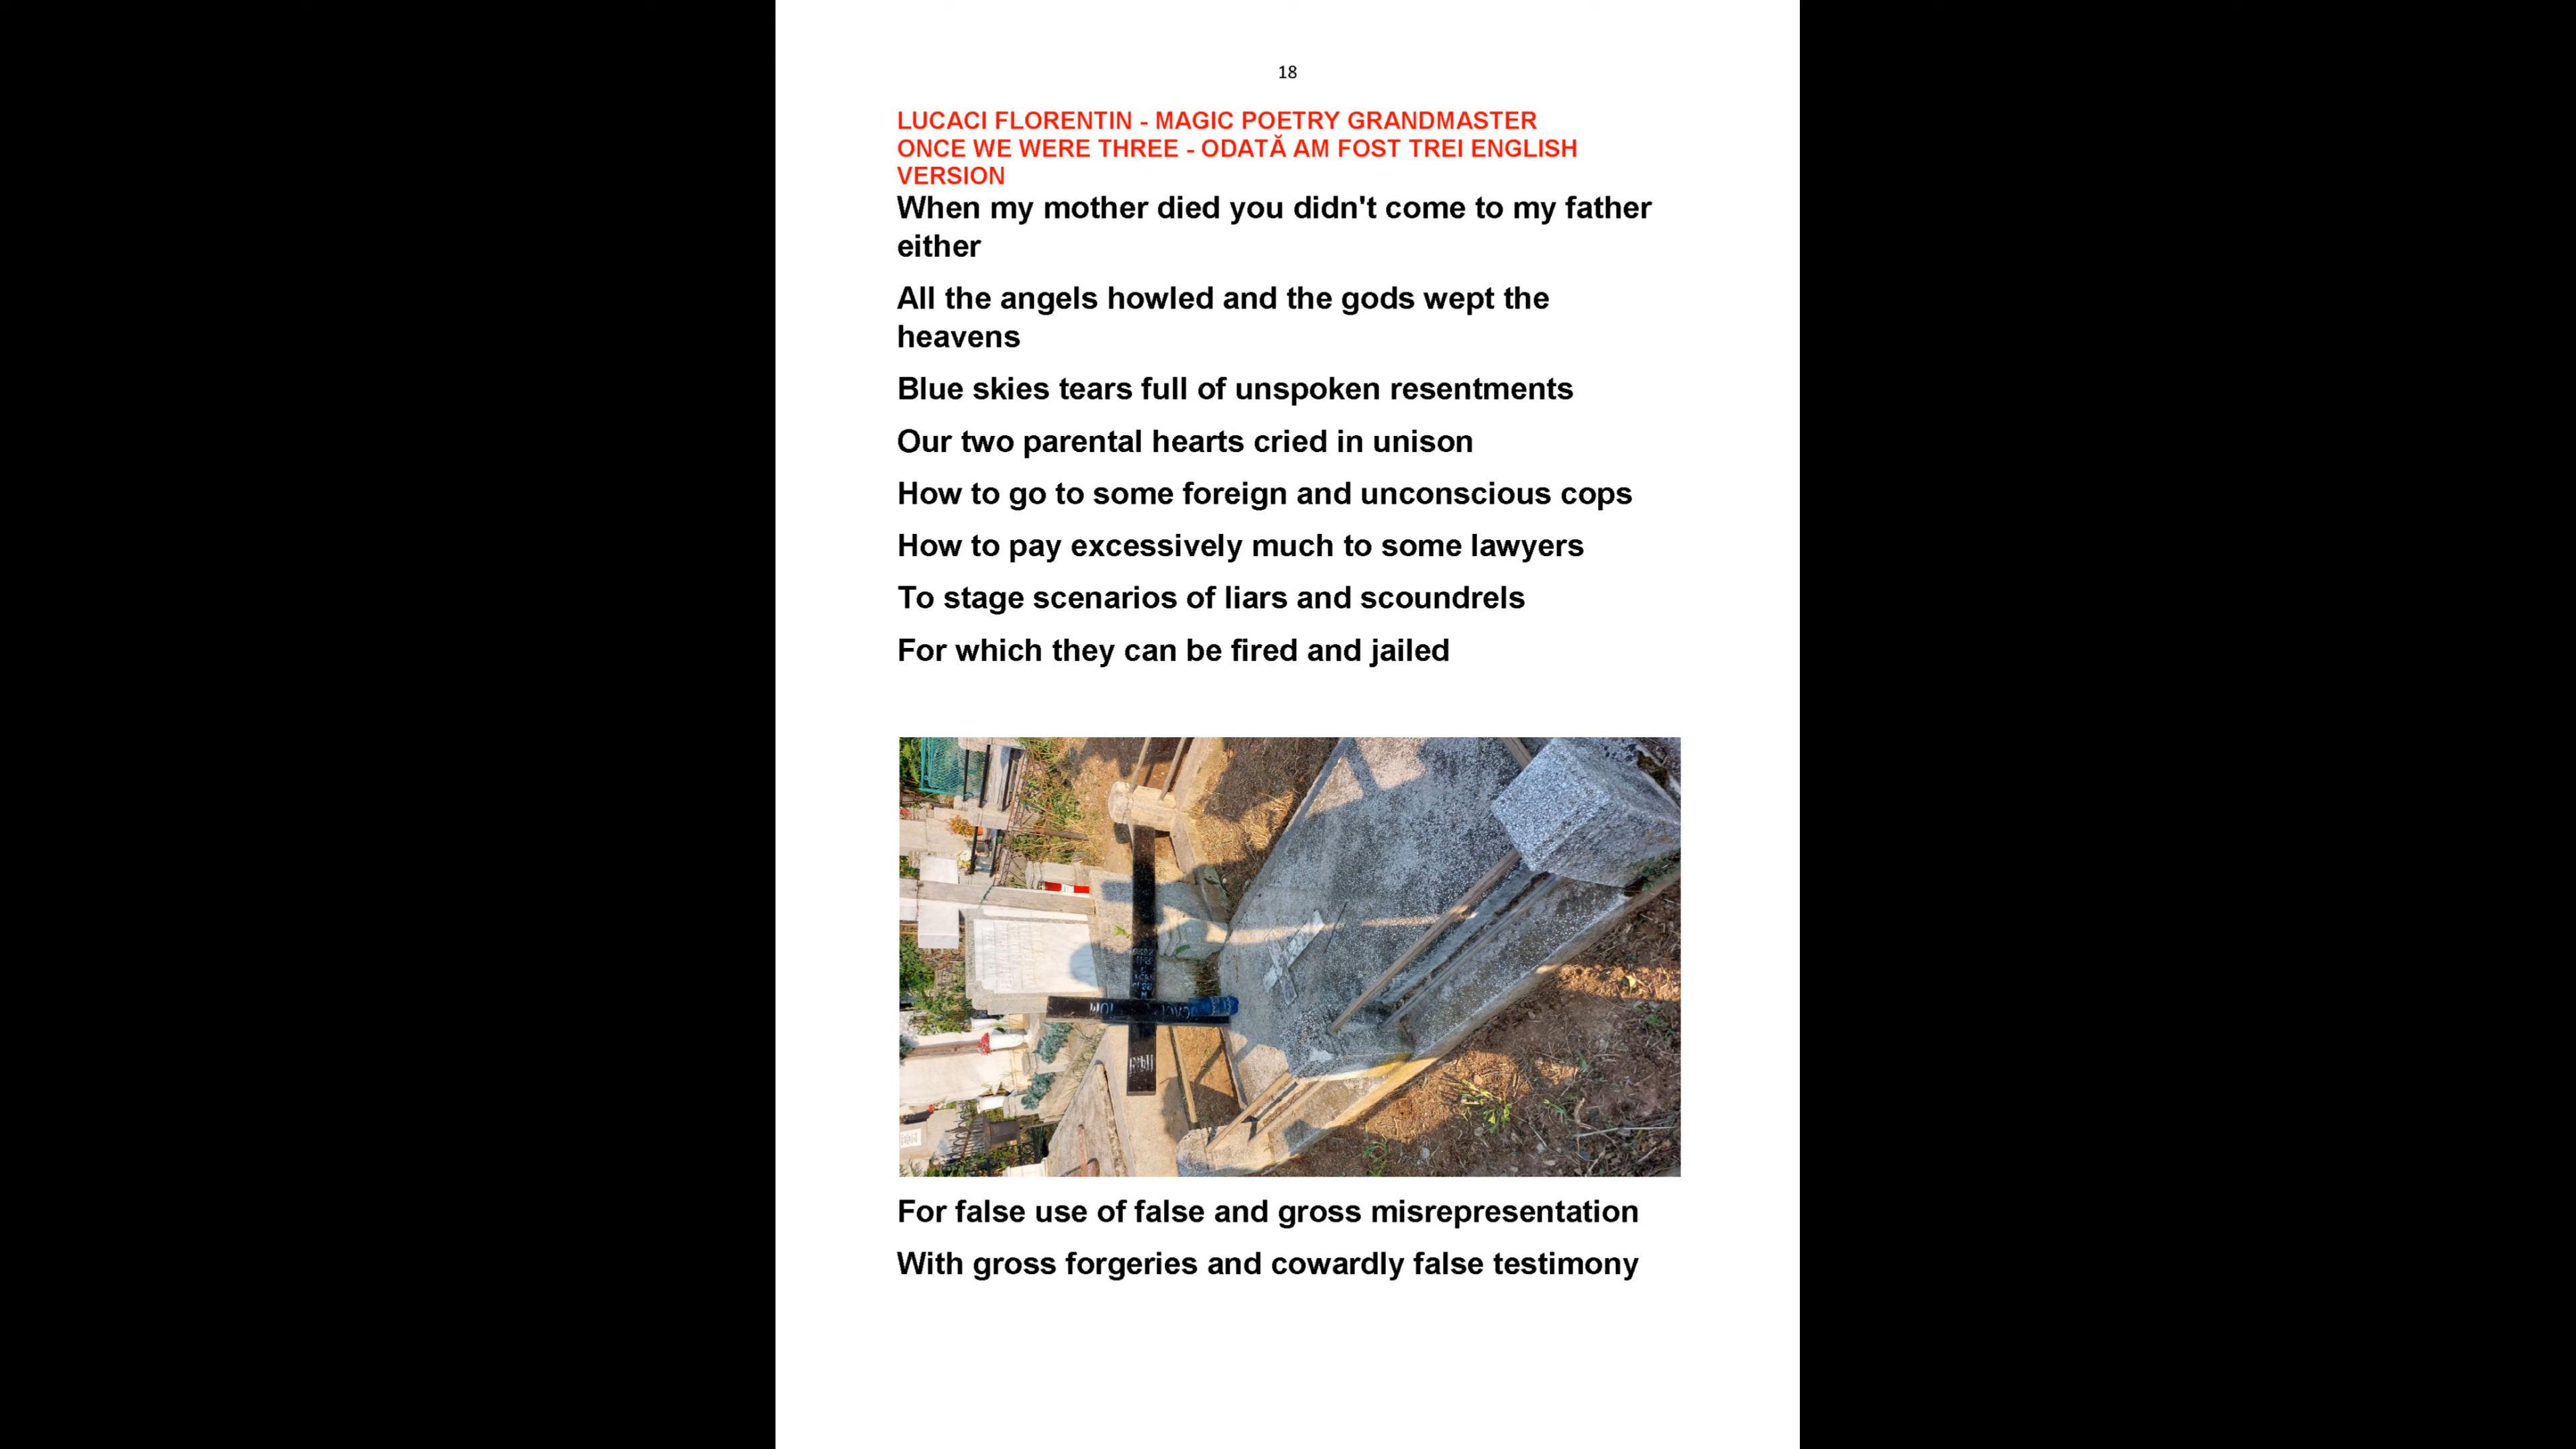 18
LUCACI FLORENTIN - MAGIC POETRY GRANDMASTER
ONCE WE WERE THREE - ODATĂ AM FOST TREI ENGLISH
VERSION
When my mother died you didn't come to my father
either
All the angels howled and the gods wept the
heavens
Blue skies tears full of unspoken resentments
Our two parental hearts cried in unison
How to go to some foreign and unconscious cops
How to pay excessively much to some lawyers
To stage scenarios of liars and scoundrels
For which they can be fired and jailed
For false use of false and gross misrepresentation
With gross forgeries and cowardly false testimony